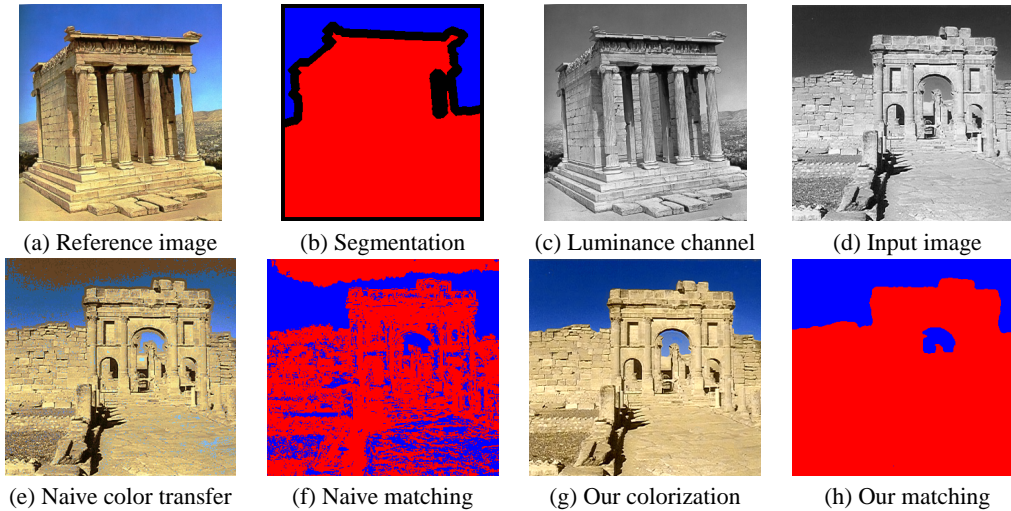 (a) Reference image
(b) Segmentation
(c) Luminance channel
(d) Input image
(e) Naive color transfer
(f) Naive matching
(g) Our colorization
(h) Our matching